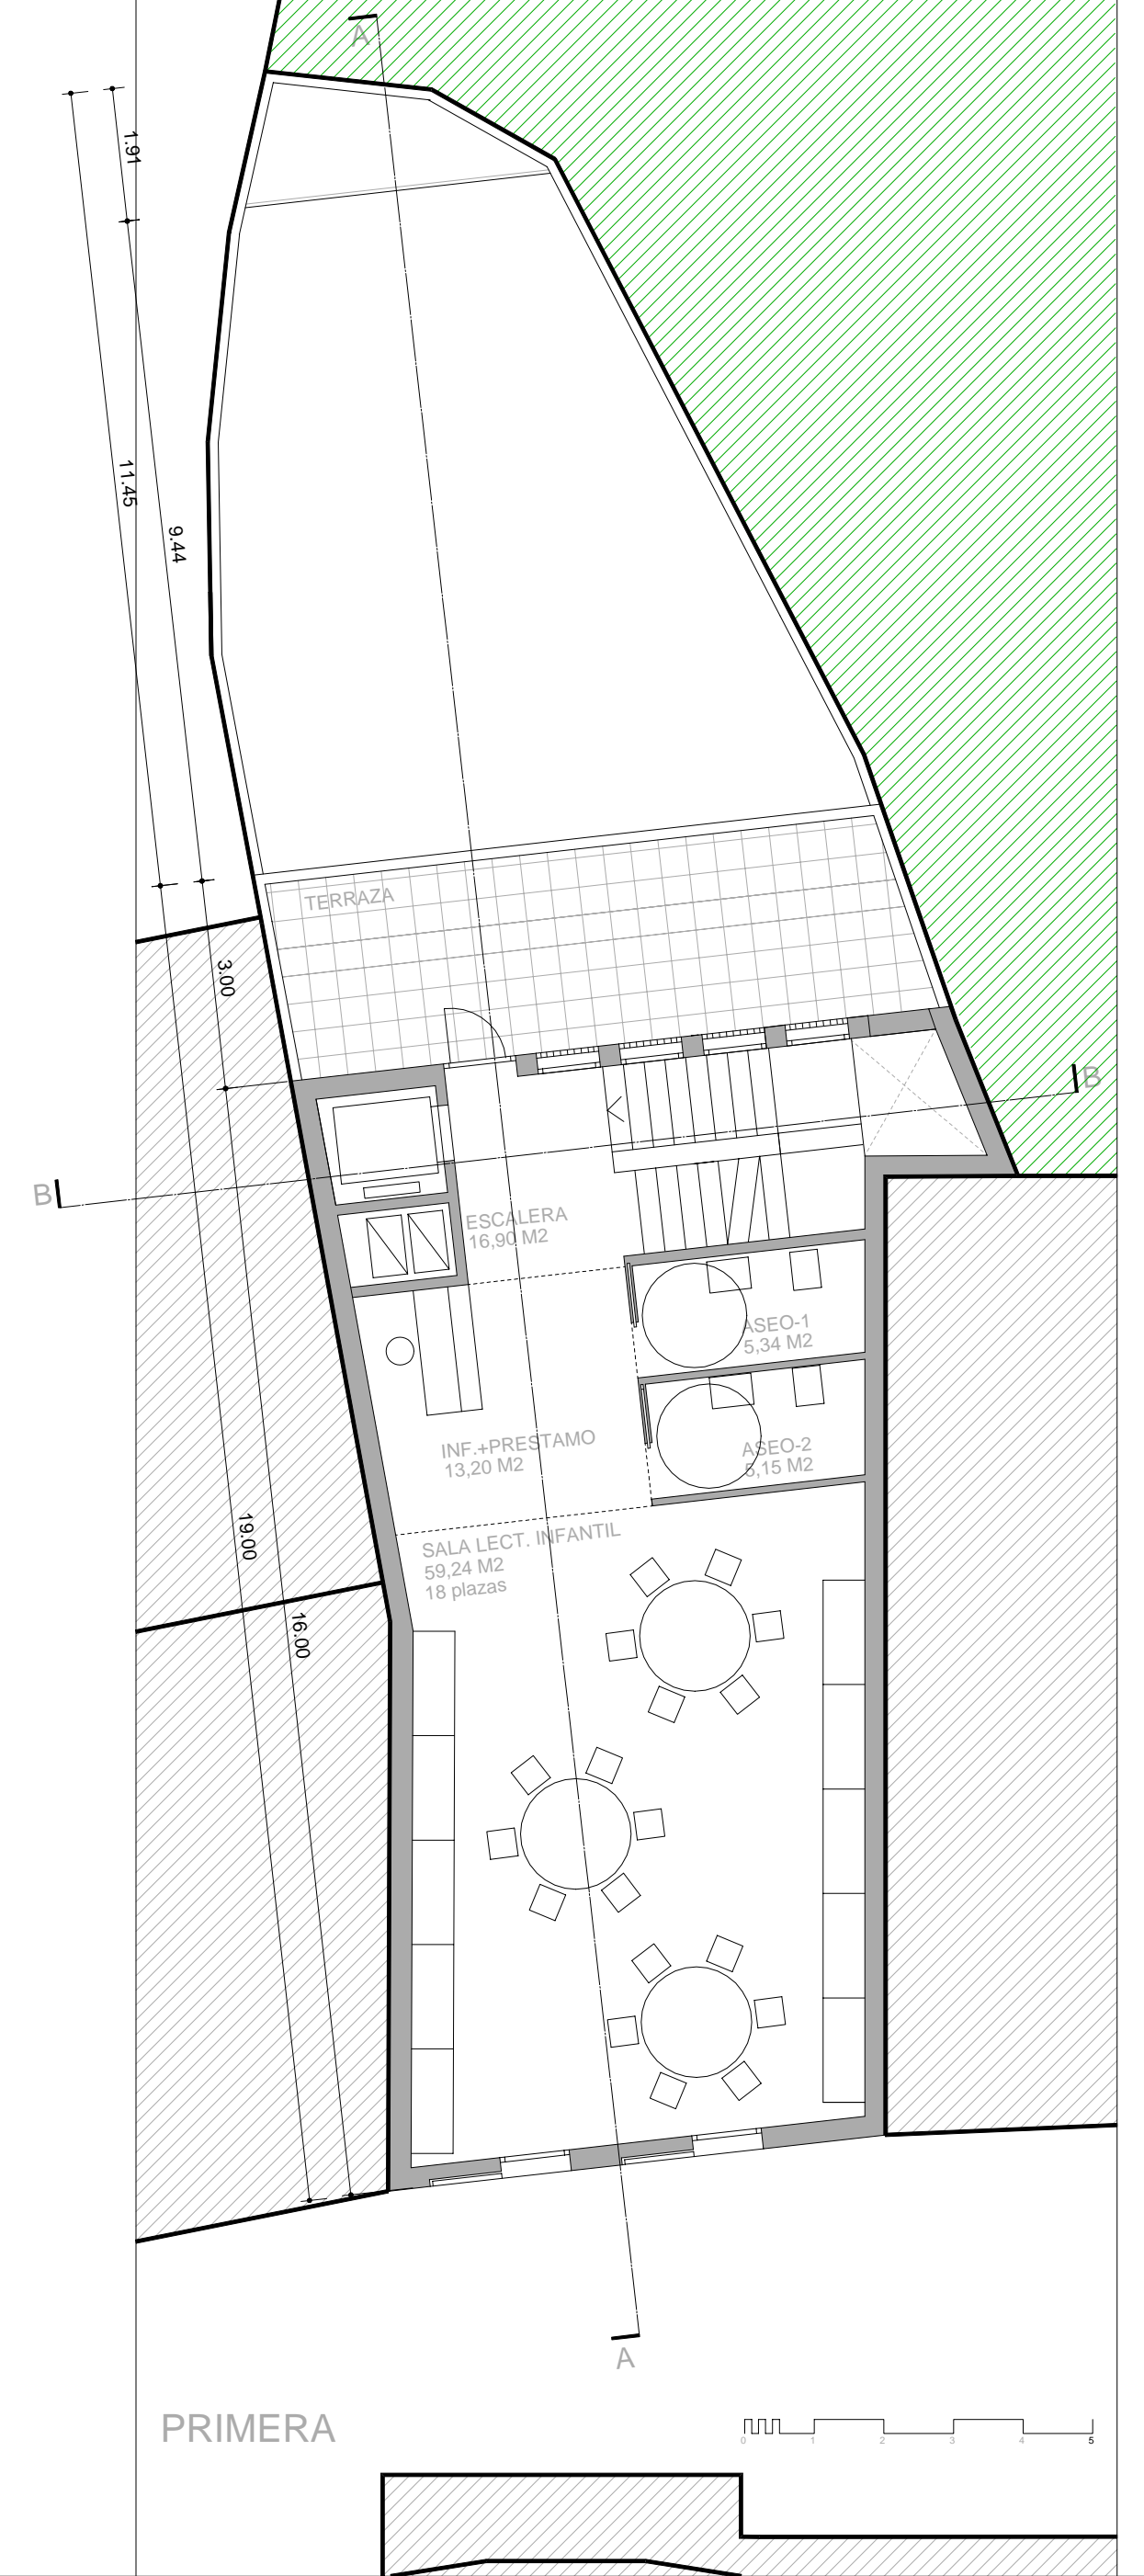 A
1.91
11.45
9.44
TERRAZA
3.00
B
B
ESCALERA
16,90 M2
ASEO-1
5,34 M2
INF.+PRESTAMO
13,20 M2
ASEO-2
5,15 M2
19.00
SALA LECT. INFANTIL
59,24 M2
18 plazas
16.00
A
PRIMERA
0 1 2 3 4 5